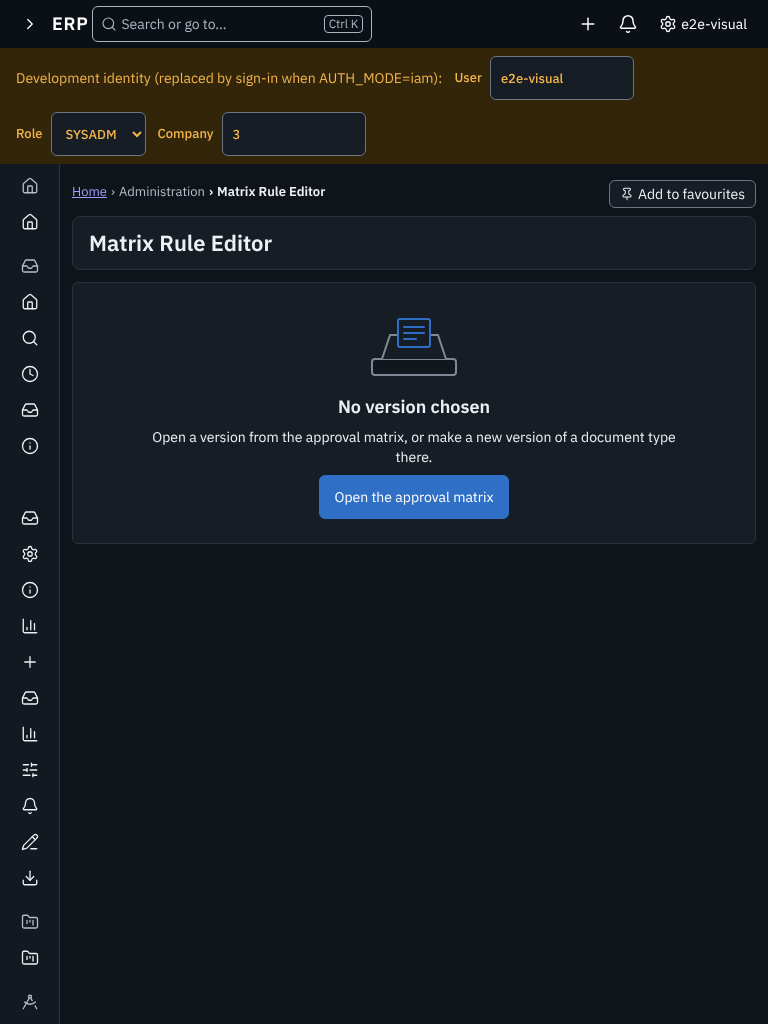 ERP
Search or go to...
Ctrl K
e2e-visual
Development identity (replaced by sign-in when AUTH_MODE=iam):
User
e2e-visual
Role
SYSADM
Company
3
Home › Administration › Matrix Rule Editor
Add to favourites
Matrix Rule Editor
No version chosen
Open a version from the approval matrix, or make a new version of a document type
there.
Open the approval matrix